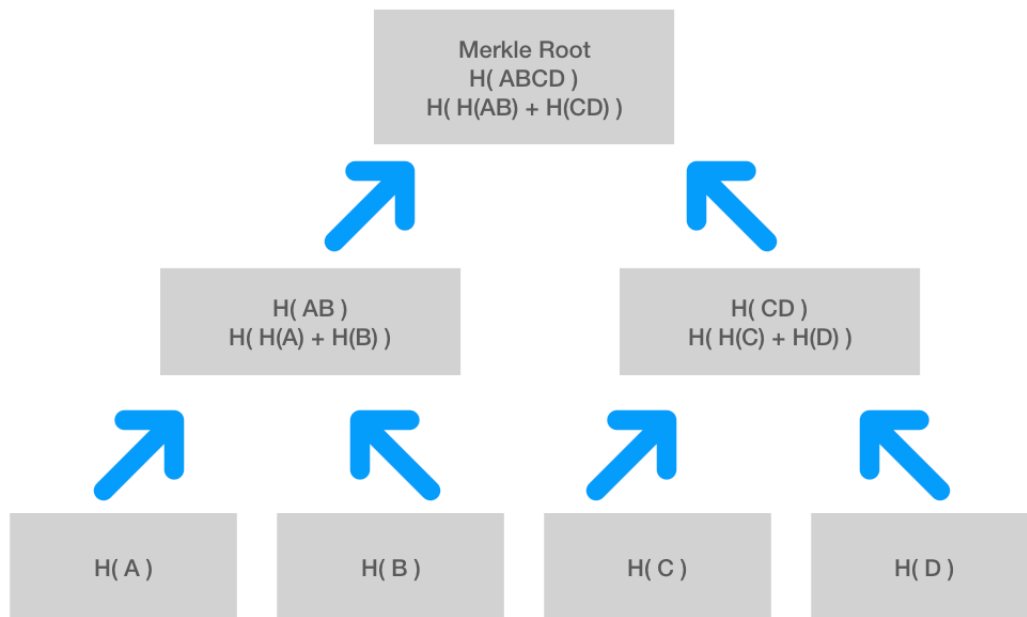 Merkle Root
H( ABCD )
H( H(AB) + H(CD) )
H( AB )
H( H(A) + H(B) )
H( CD )
H( H(C) + H(D) )
H( A )
H( B )
H( C )
H( D )